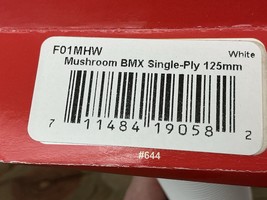 F01MHW
White
Mushroom BMX Single-Ply 125mm
7 11484 19058 2
#644